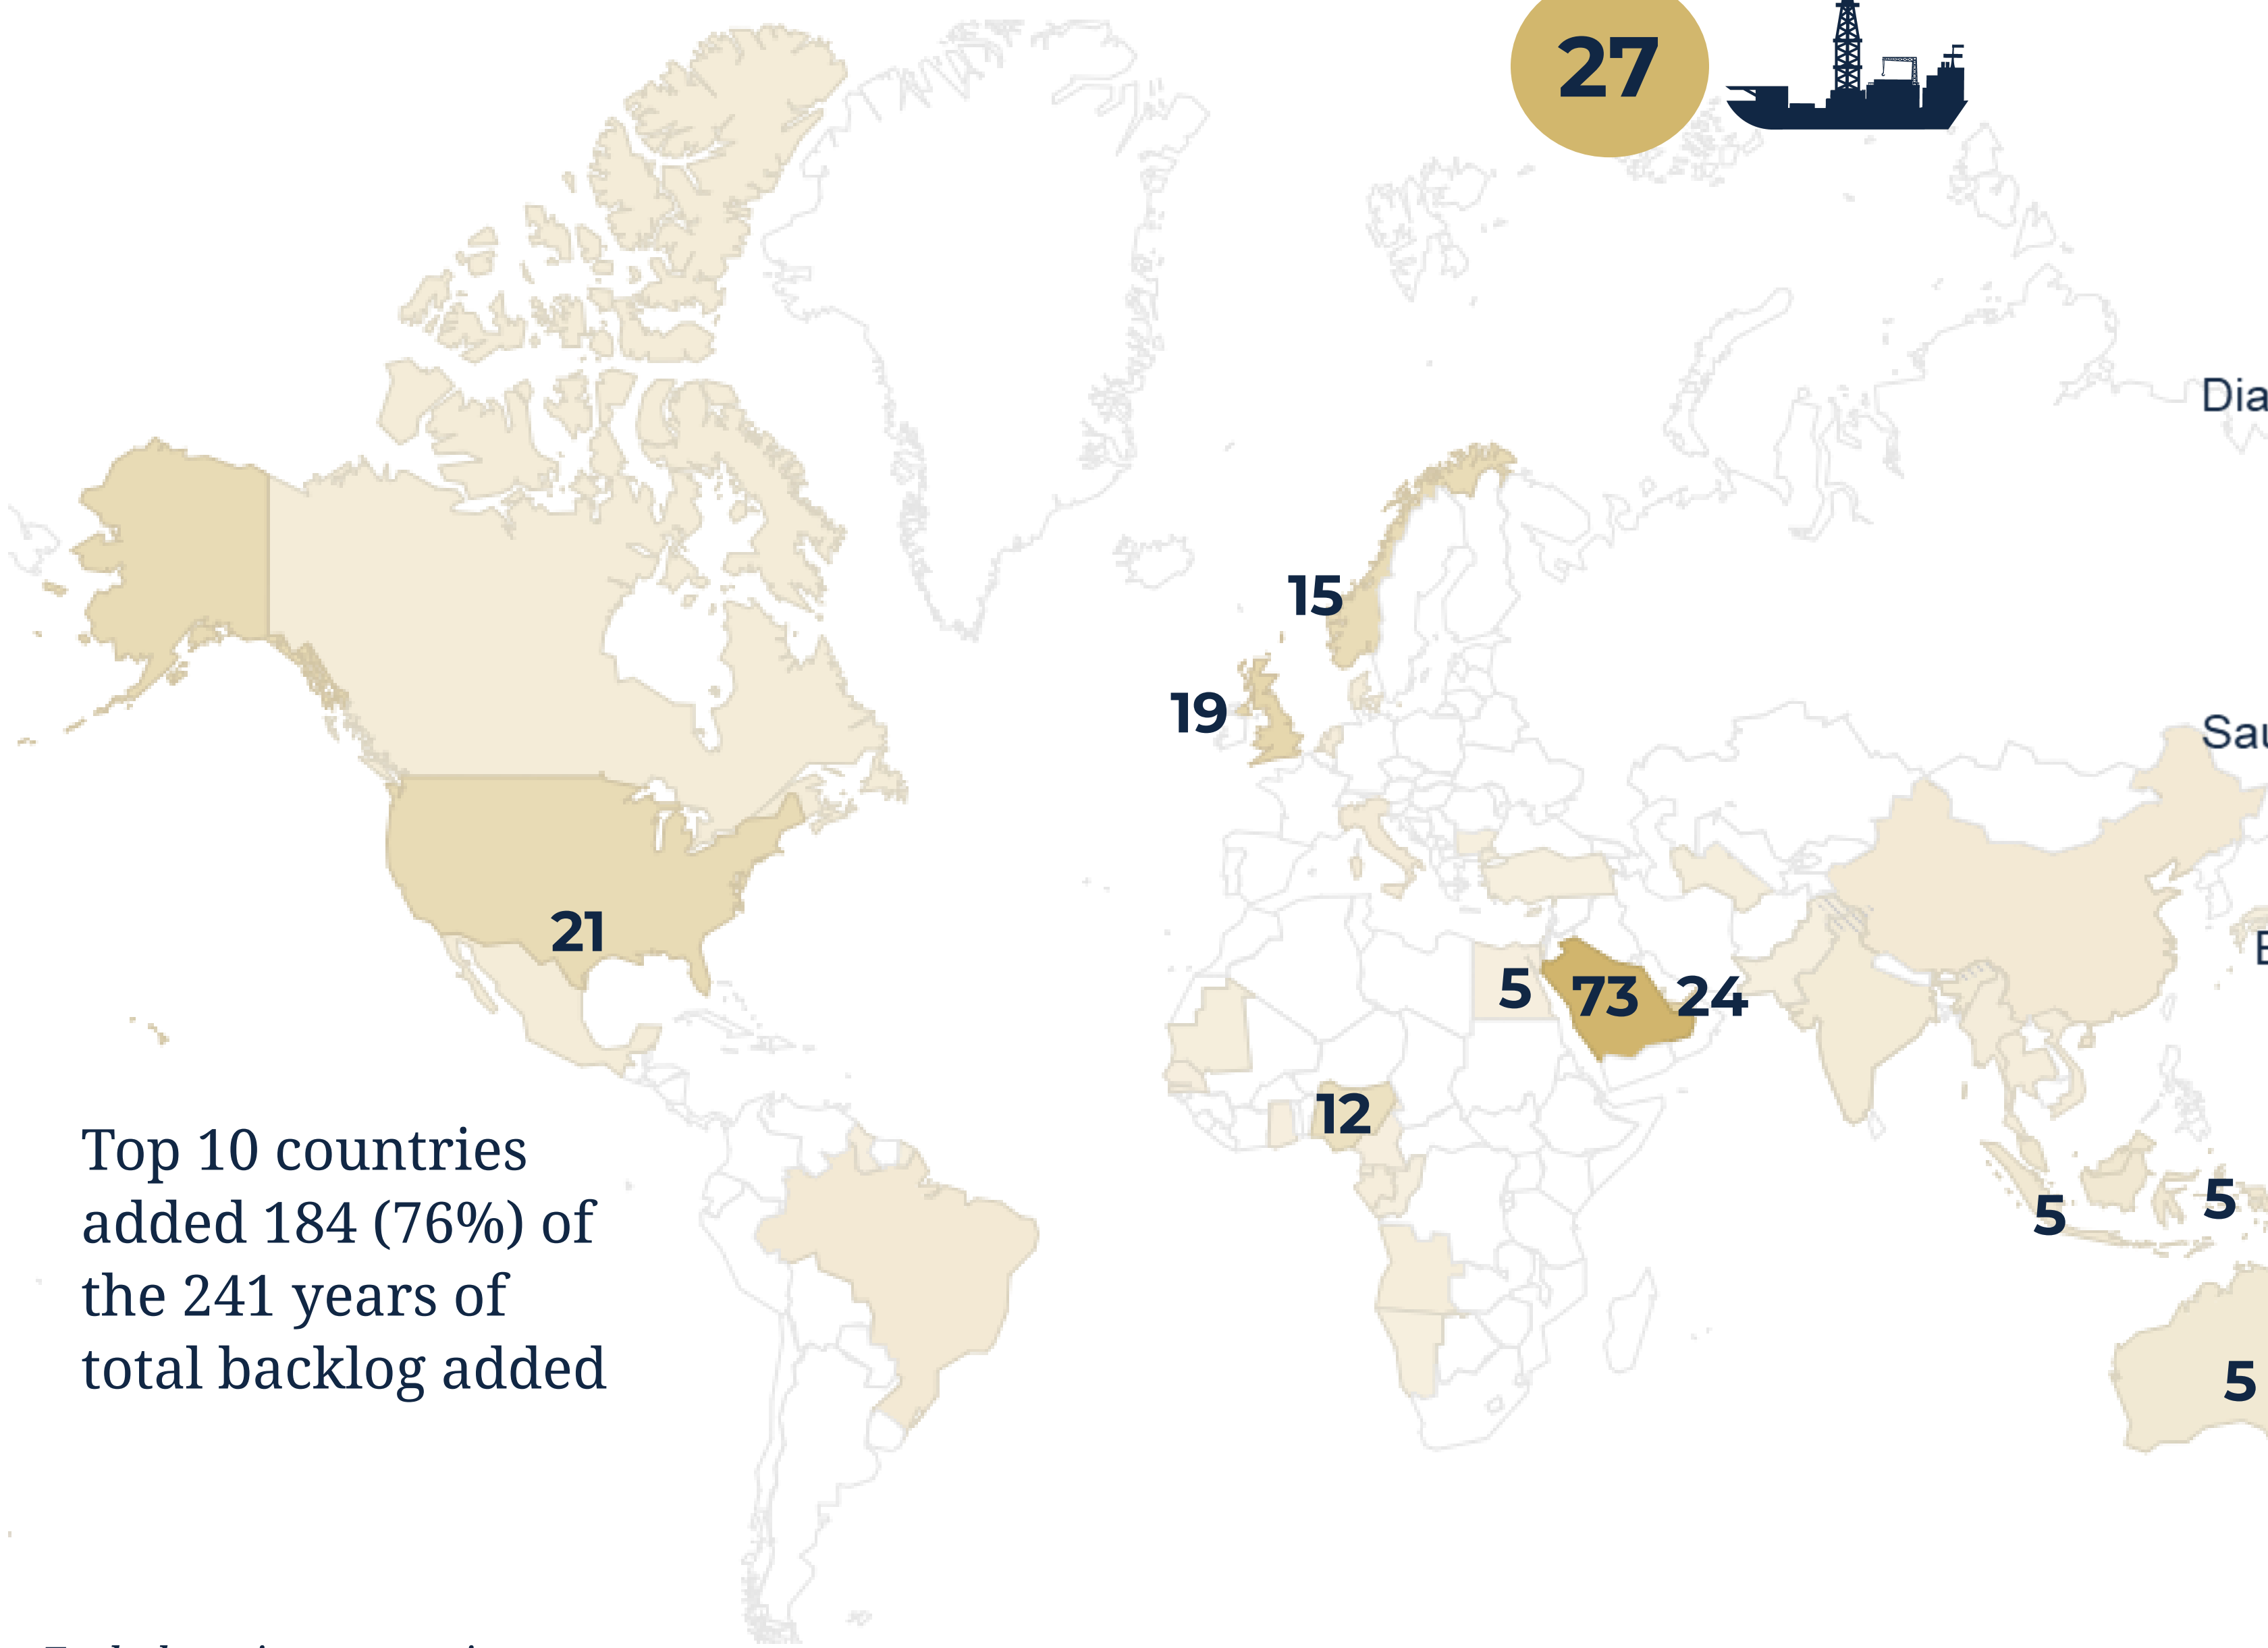 27
Dia
15
19
Sau
21
E
5
73
24
12
Top 10 countries
added 184 (76%) of
the 241 years of
total backlog added
5
5
5